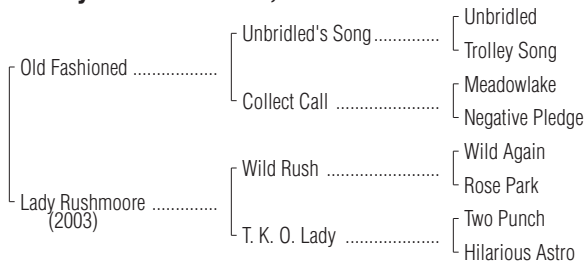 Unbridled
Unbridled's Song..............
Trolley Song
Old Fashioned ..................
Meadowlake
Collect Call ......................
Negative Pledge
Wild Again
Wild Rush ........................
Rose Park
Lady Rushmoore ..............
(2003)
Two Punch
T. K. O. Lady ....................
Hilarious Astro